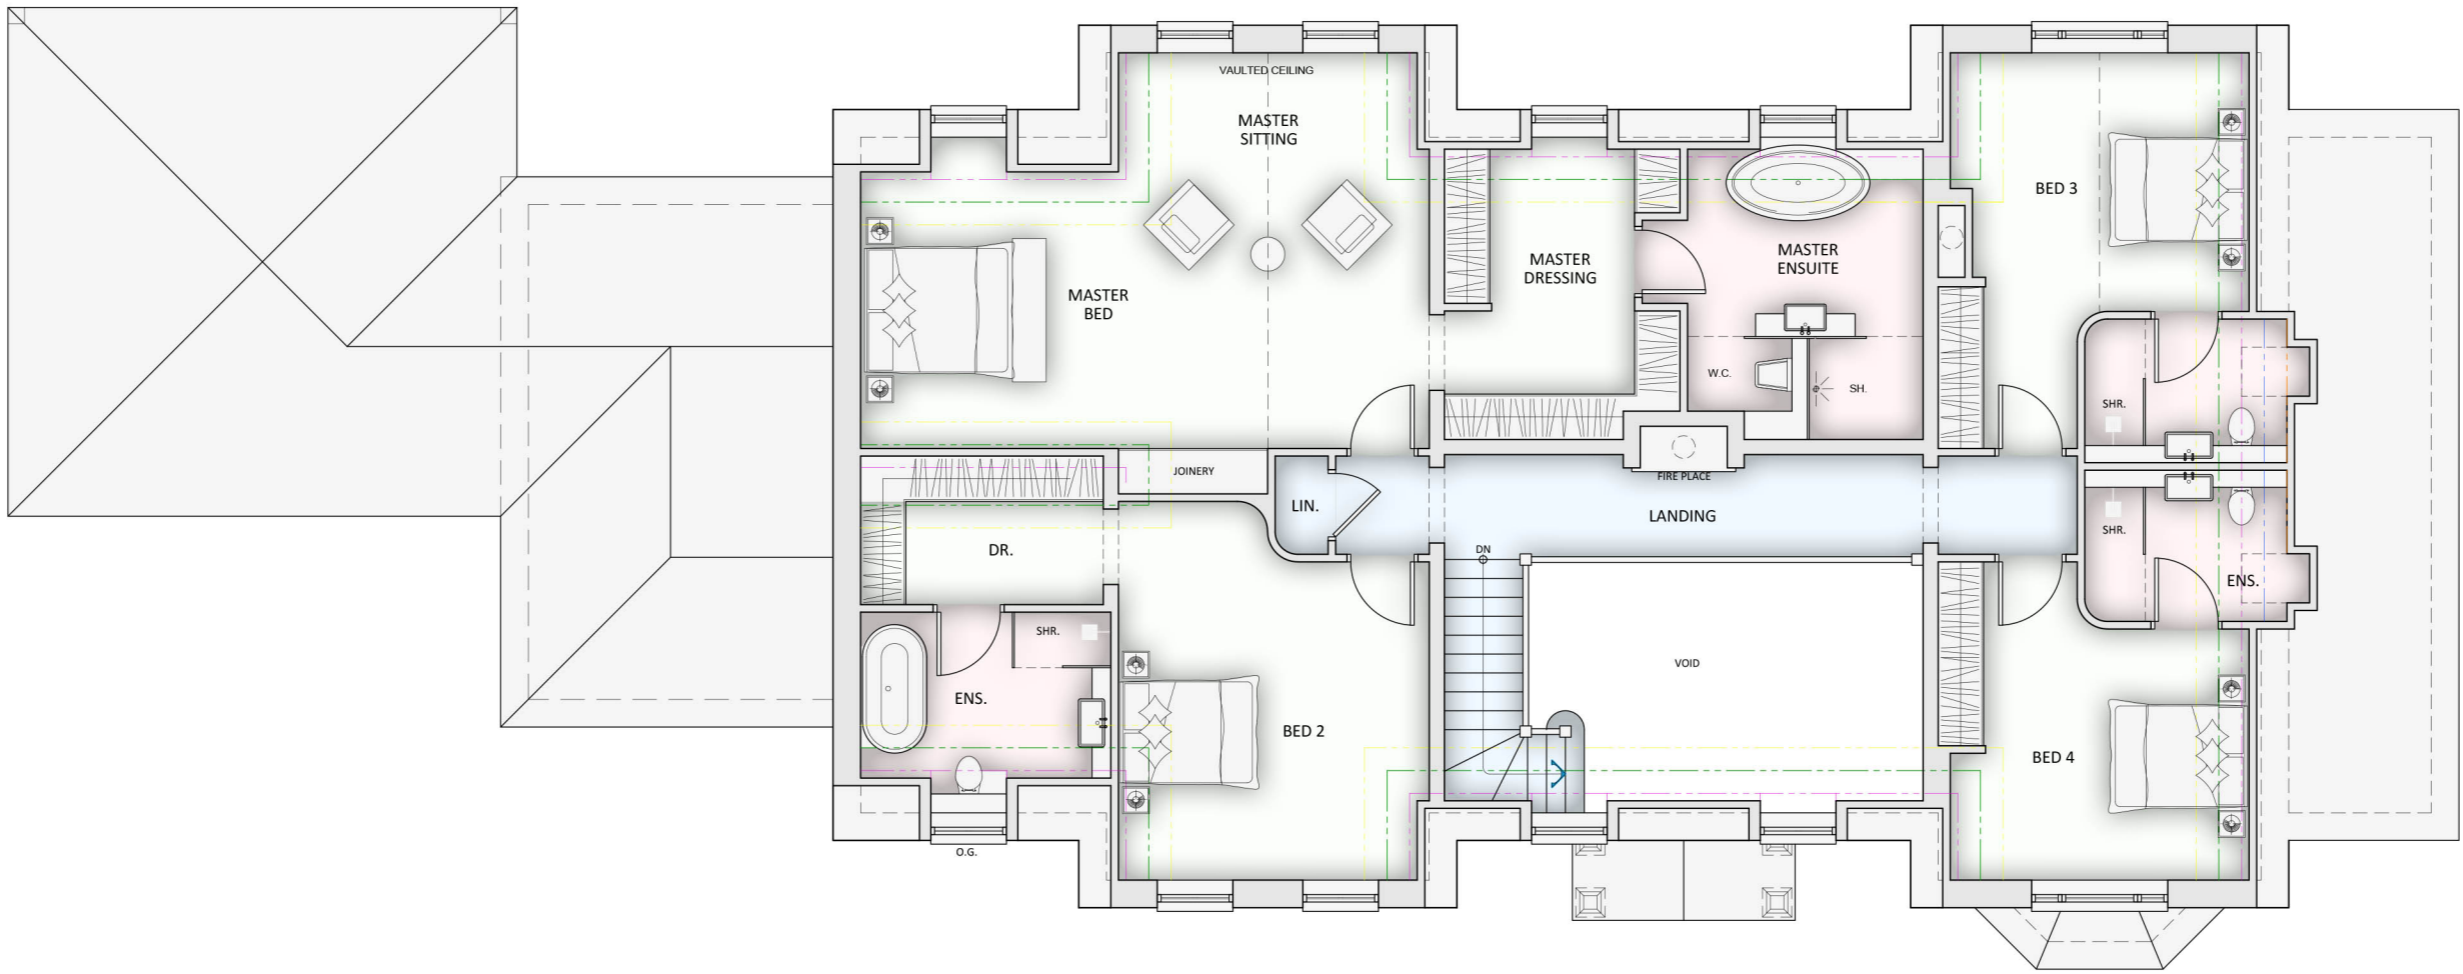 VAULTED CEILING
MASTER
SITTING
BED 3
MASTER
ENSUITE
MASTER
DRESSING
MASTER
BED
W.C.
SH.
SHR.
JOINERY
FIRE PLACE
LIN.
LANDING
SHR.
DR.
DN
ENS.
SHR.
VOID
ENS.
BED 2
BED 4
O.G.